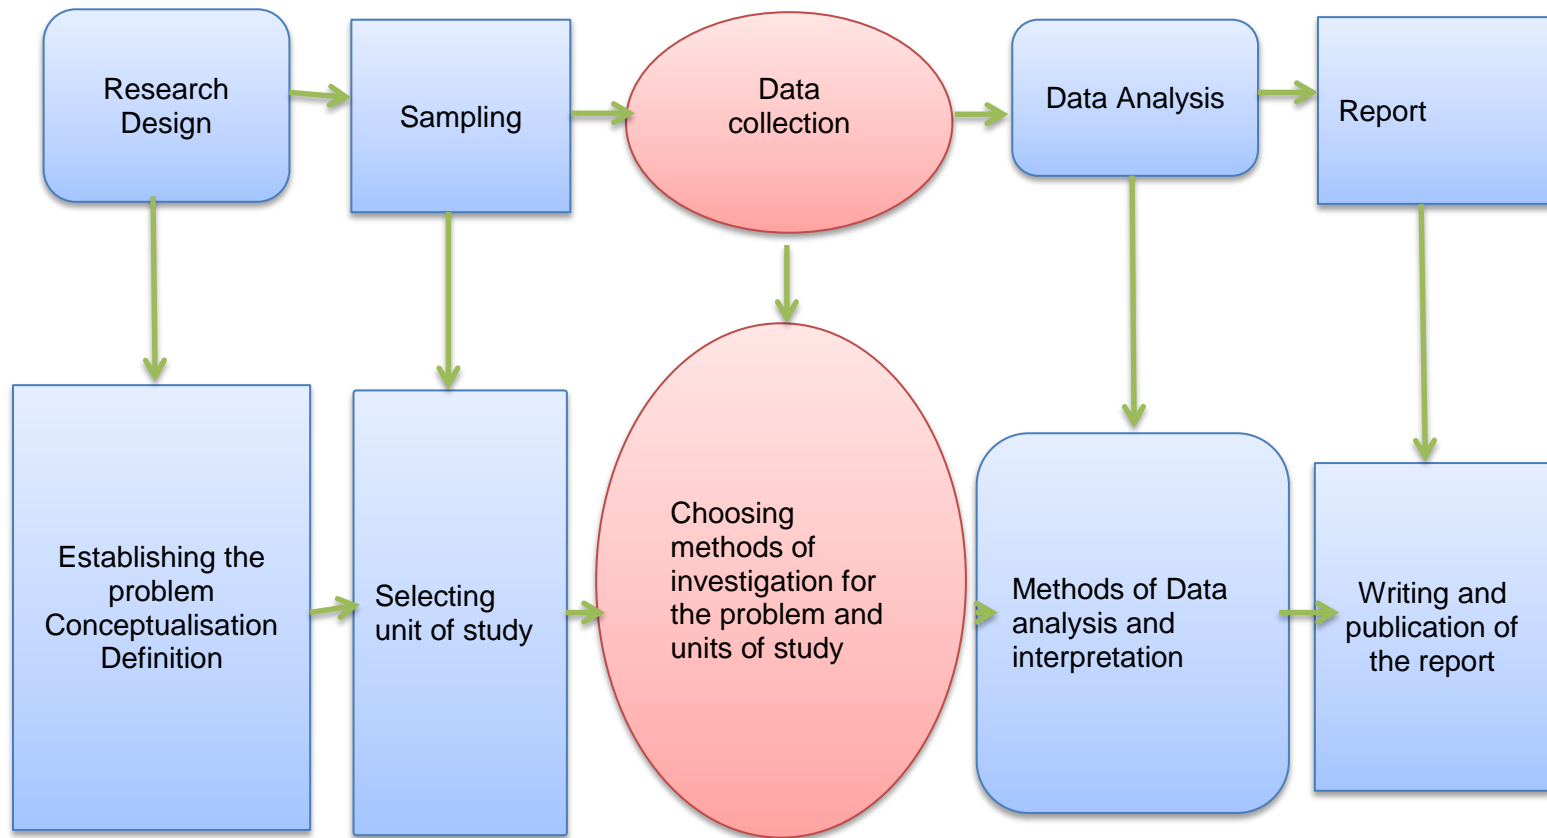 Research
Design
Sampling
Data
collection
Data Analysis
Report
Establishing the
problem
Conceptualisation
Definition
Selecting
unit of study
Choosing
methods of
investigation for
the problem and
units of study
Methods of Data
analysis and
interpretation
Writing and
publication of
the report